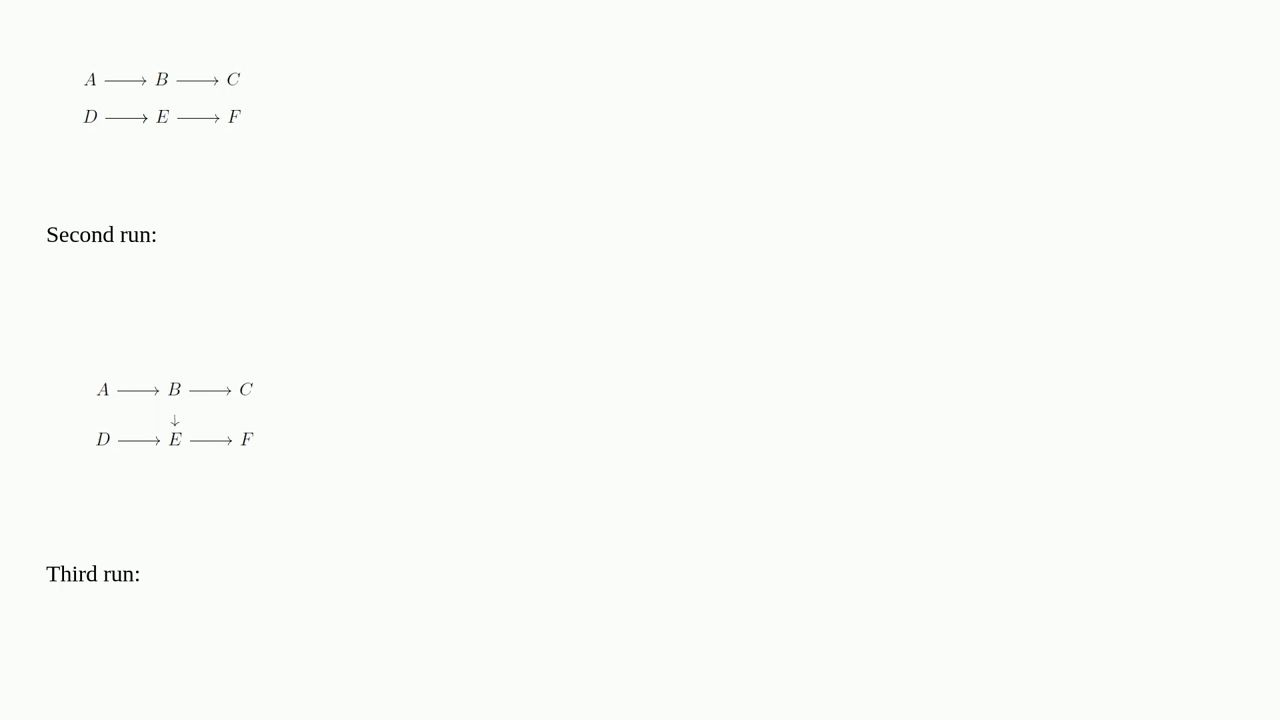 A ⟶ B ⟶ C
D ⟶ E ⟶ F
Second run:
A ⟶ B ⟶ C
↓
D ⟶ E ⟶ F
Third run: